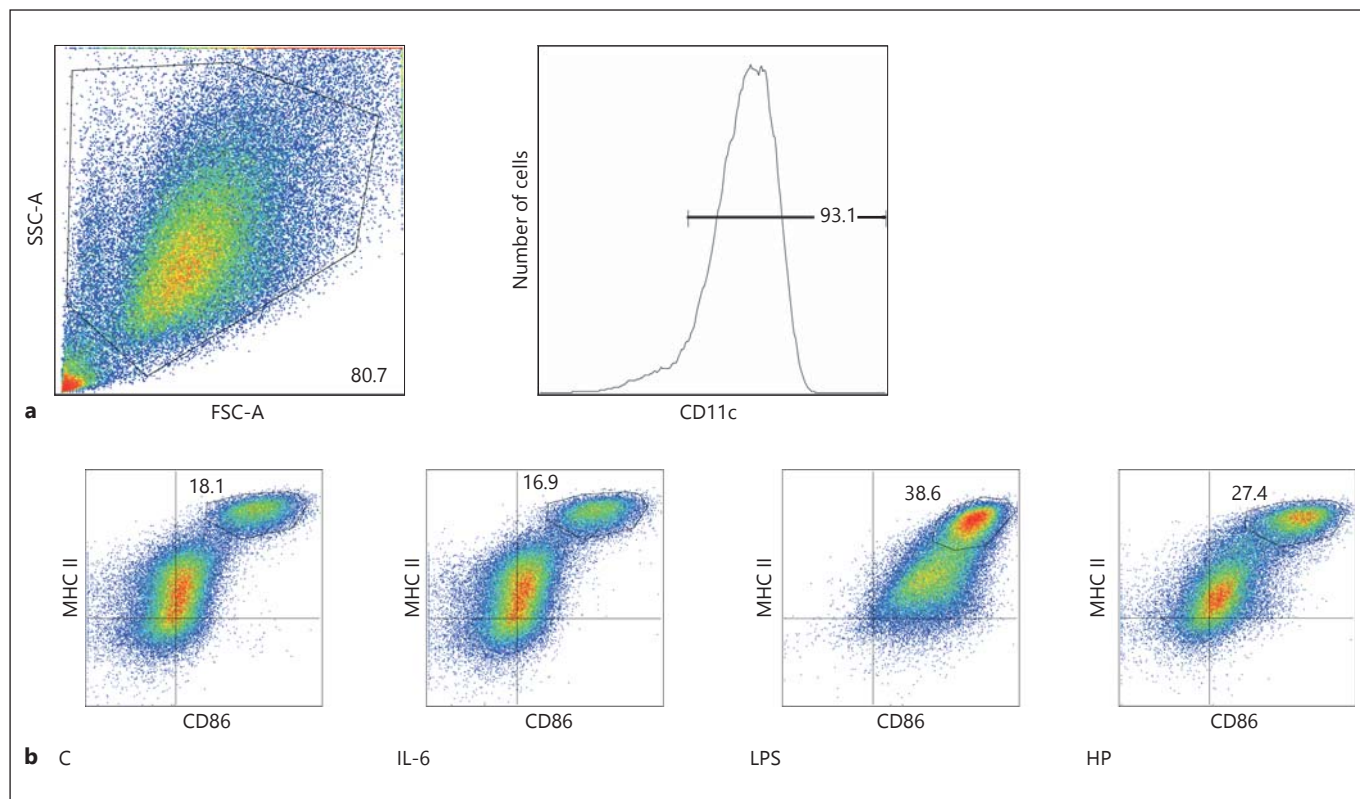 SSC-A
80.7
FSC-A
a
Number of cells
93.1
CD11c
MHC II
18.1
CD86
MHC II
16.9
CD86
MHC II
38.6
CD86
MHC II
27.4
CD86
b C IL-6 LPS HP